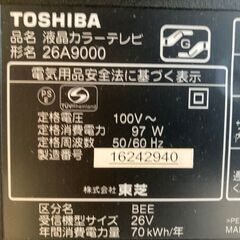 TOSHIBA
品名 液晶カラーテレビ
形名 26A9000
電気用品安全法に基づく表示
PS
E
TÜVRheinland
定格電圧 100V～
定格消費電力 97 W
定格周波数 50/60 Hz
製造番号 16242940
株式会社 東芝
区分名 BEE
受信機型サイズ 26V
年間消費電力量 70 kWh/年